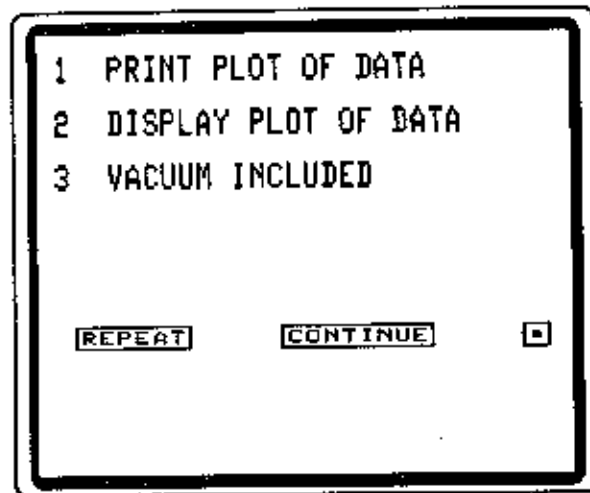 1 PRINT PLOT OF DATA
2 DISPLAY PLOT OF DATA
3 VACUUM INCLUDED
REPEAT CONTINUE